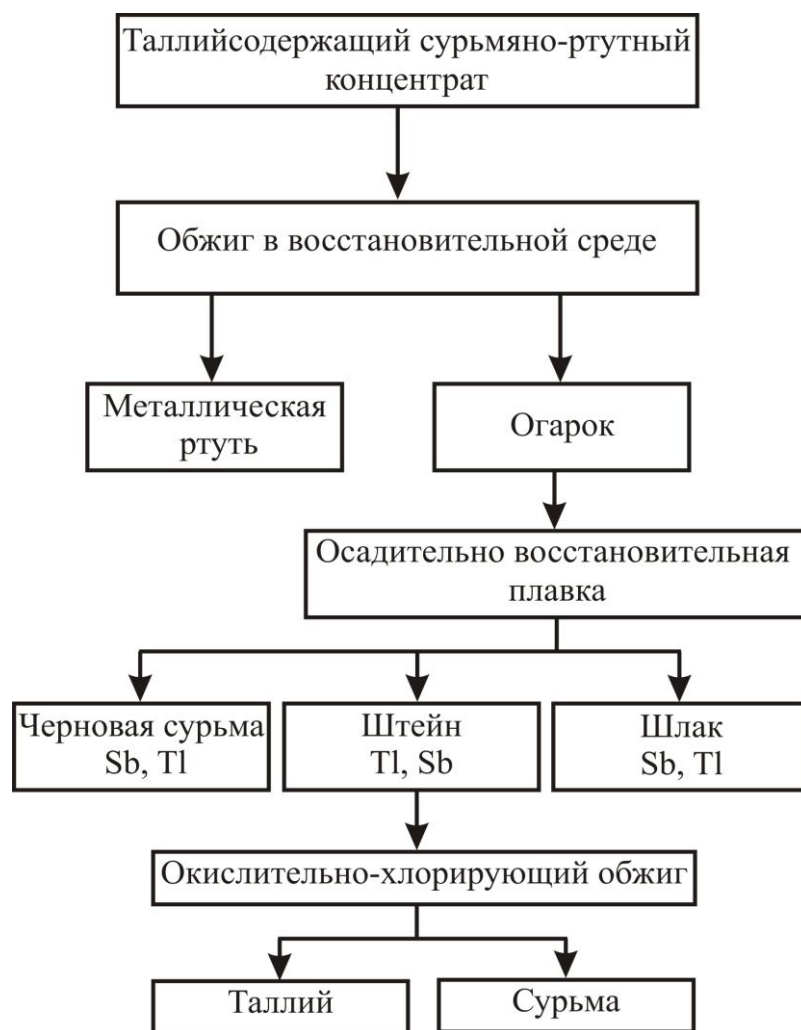 Таллийсодержащий сурьмяно-ртутный
концентрат
Обжиг в восстановительной среде
Металлическая
ртуть
Огарок
Осадительно восстановительная
плавка
Черновая сурьма
Sb, Tl
Штейн
Tl, Sb
Шлак
Sb, Tl
Окислительно-хлорирующий обжиг
Таллий
Сурьма